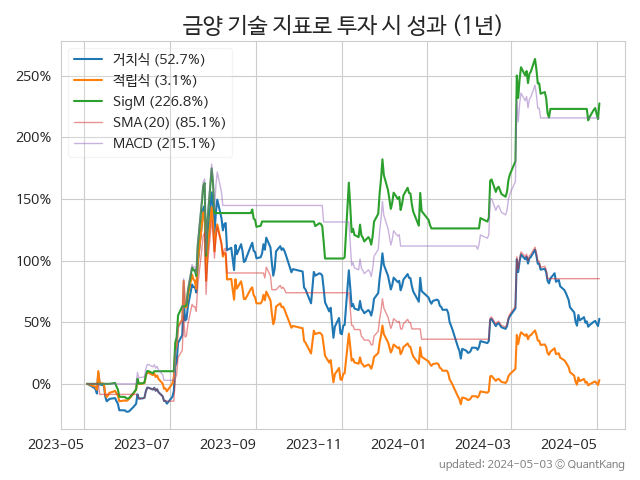 금양 기술 지표로 투자 시 성과 (1년)
거치식 (52.7%)
적립식 (3.1%)
SigM (226.8%)
SMA(20) (85.1%)
MACD (215.1%)
250%
200%
150%
100%
50%
0%
2023-05 2023-07 2023-09 2023-11 2024-01 2024-03 2024-05
updated: 2024-05-03 ⓒ QuantKang